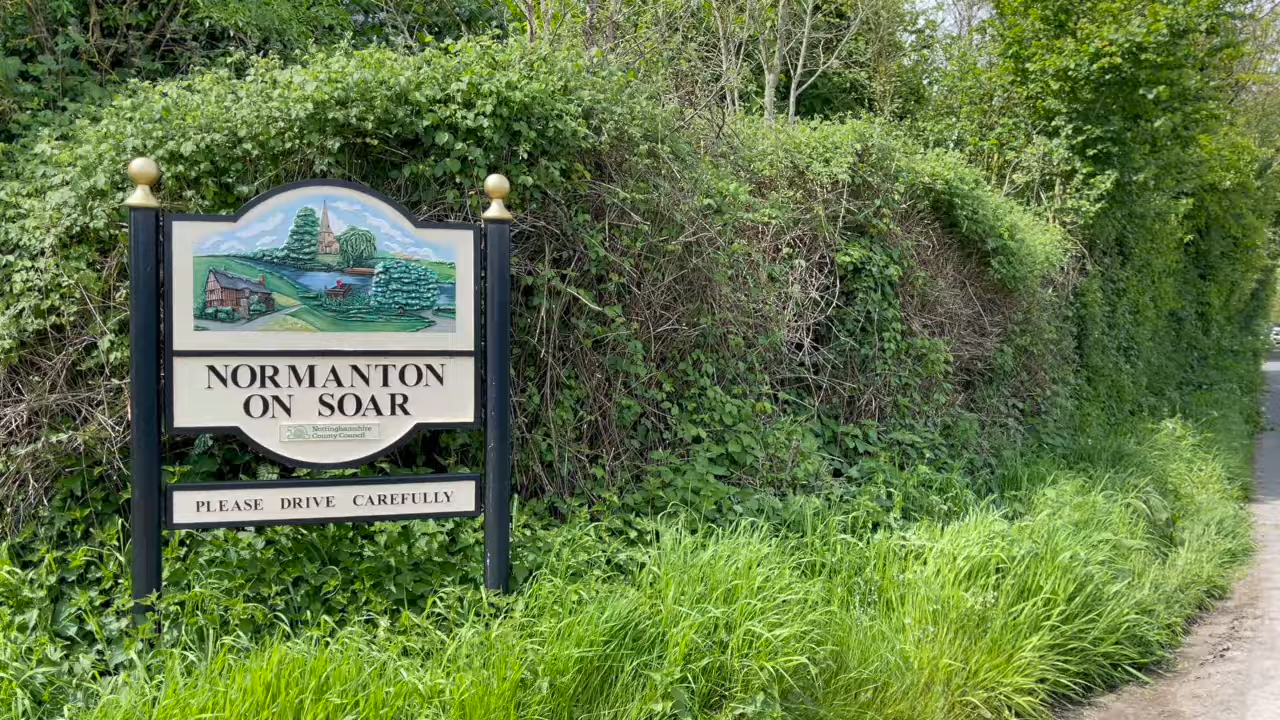 NORMANTON
ON SOAR
Nottinghamshire
County Council
PLEASE DRIVE CAREFULLY